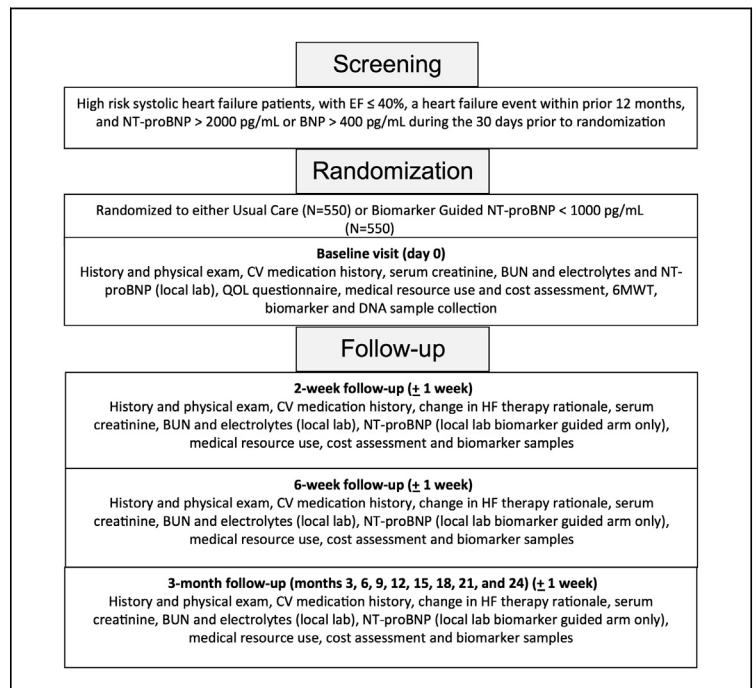 Screening
High risk systolic heart failure patients, with EF ≤ 40%, a heart failure event within prior 12 months,
and NT-proBNP > 2000 pg/mL or BNP > 400 pg/mL during the 30 days prior to randomization
Randomization
Randomized to either Usual Care (N=550) or Biomarker Guided NT-proBNP < 1000 pg/mL
(N=550)
Baseline visit (day 0)
History and physical exam, CV medication history, serum creatinine, BUN and electrolytes and NT-
proBNP (local lab), QOL questionnaire, medical resource use and cost assessment, 6MWT,
biomarker and DNA sample collection
Follow-up
2-week follow-up (± 1 week)
History and physical exam, CV medication history, change in HF therapy rationale, serum
creatinine, BUN and electrolytes (local lab), NT-proBNP (local lab biomarker guided arm only),
medical resource use, cost assessment and biomarker samples
6-week follow-up (± 1 week)
History and physical exam, CV medication history, change in HF therapy rationale, serum
creatinine, BUN and electrolytes (local lab), NT-proBNP (local lab biomarker guided arm only),
medical resource use, cost assessment and biomarker samples
3-month follow-up (months 3, 6, 9, 12, 15, 18, 21, and 24) (± 1 week)
History and physical exam, CV medication history, change in HF therapy rationale, serum
creatinine, BUN and electrolytes (local lab), NT-proBNP (local lab biomarker guided arm only),
medical resource use, cost assessment and biomarker samples